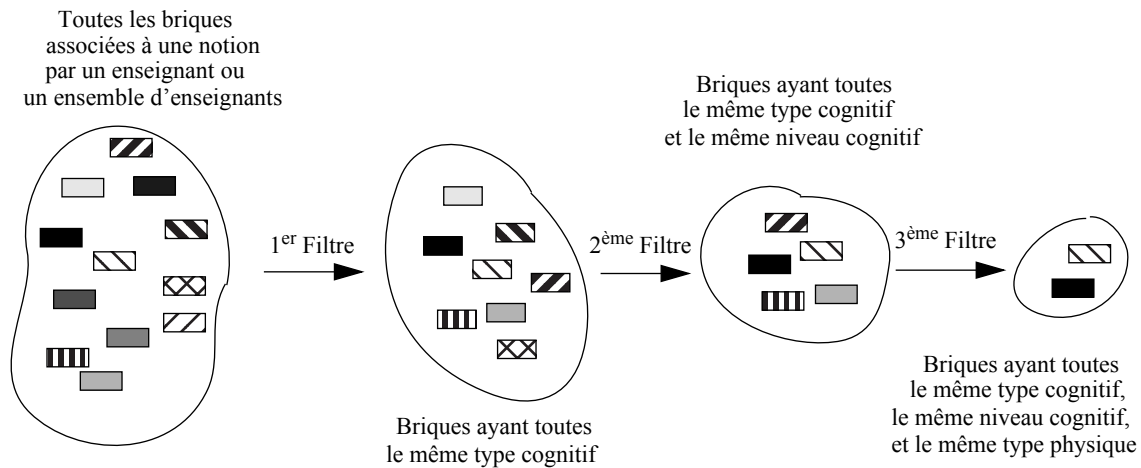 Toutes les briques
associées à une notion
par un enseignant ou
un ensemble d’enseignants
1er Filtre
Briques ayant toutes
le même type cognitif
2ème Filtre
Briques ayant toutes
le même type cognitif
et le même niveau cognitif
3ème Filtre
Briques ayant toutes
le même type cognitif,
le même niveau cognitif,
et le même type physique